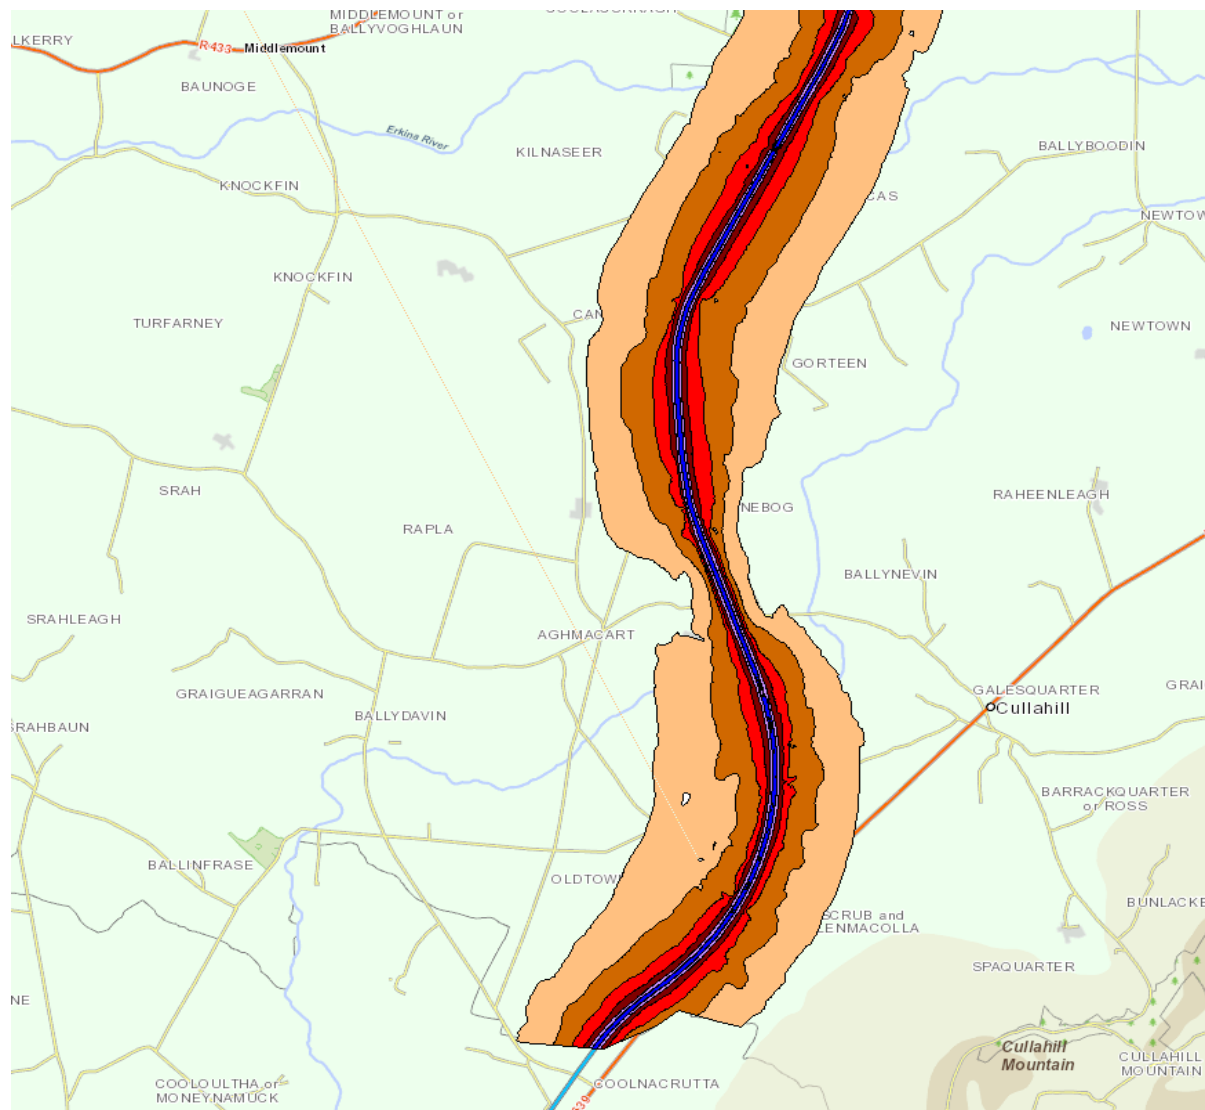 MIDDLEMOUNT or
BALLYVOGHLAUN
LKERRY
R433
Middlemount
BAUNOGE
Erkina River
KILNASEER
BALLYBOODIN
KNOCKFIN
CAS
NEWTOW
KNOCKFIN
CAN
TURFARNEY
NEWTOWN
GORTEEN
SRAH
RAHEENLEAGH
NEBOG
RAPLA
BALLYNEVIN
SRAHLEAGH
AGHMACART
GRAIGUEAGARRAN
GALESQUARTER
GRAI
Cullahill
BALLYDAVIN
SRAHBAUN
BARRACKQUARTER
or ROSS
BALLINFRASE
OLDTOW
BUNLACKE
SCRUB and
LENMACOLLA
SPAQUARTER
NE
Cullahill
Mountain
CULLAHILL
MOUNTAIN
COOLOULTHA or
MONEYNAMUCK
COOLNACRUTTA
639